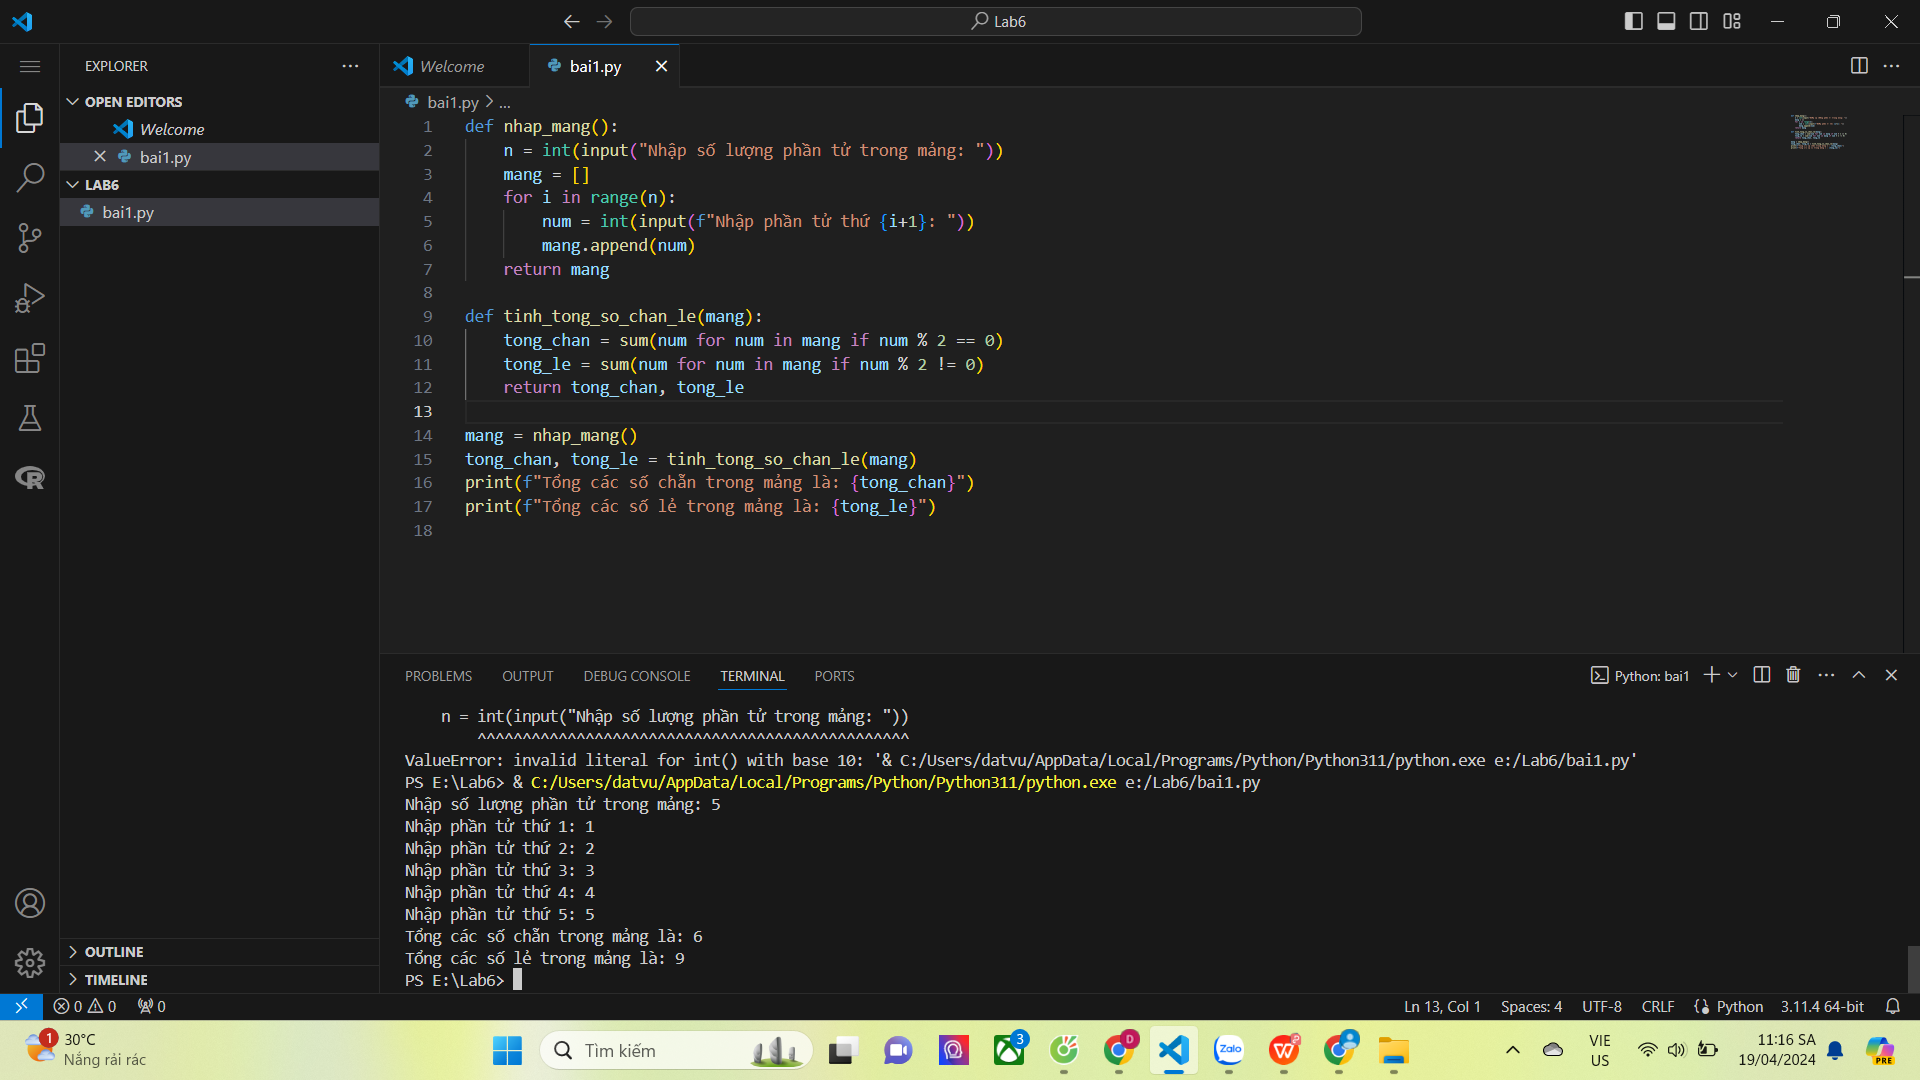 Lab6
EXPLORER
OPEN EDITORS
Welcome
bai1.py
LAB6
bai1.py
OUTLINE
TIMELINE
Welcome
bai1.py
bai1.py > ...
1 def nhap_mang():
2     n = int(input("Nhập số lượng phần tử trong mảng: "))
3     mang = []
4     for i in range(n):
5         num = int(input(f"Nhập phần tử thứ {i+1}: "))
6         mang.append(num)
7     return mang
8
9 def tinh_tong_so_chan_le(mang):
10     tong_chan = sum(num for num in mang if num % 2 == 0)
11     tong_le = sum(num for num in mang if num % 2 != 0)
12     return tong_chan, tong_le
13
14 mang = nhap_mang()
15 tong_chan, tong_le = tinh_tong_so_chan_le(mang)
16 print(f"Tổng các số chẵn trong mảng là: {tong_chan}")
17 print(f"Tổng các số lẻ trong mảng là: {tong_le}")
18
PROBLEMS OUTPUT DEBUG CONSOLE TERMINAL PORTS
Python: bai1
    n = int(input("Nhập số lượng phần tử trong mảng: "))
        ^^^^^^^^^^^^^^^^^^^^^^^^^^^^^^^^^^^^^^^^^^^^^^^^
ValueError: invalid literal for int() with base 10: '& C:/Users/datvu/AppData/Local/Programs/Python/Python311/python.exe e:/Lab6/bai1.py'
PS E:\Lab6> & C:/Users/datvu/AppData/Local/Programs/Python/Python311/python.exe e:/Lab6/bai1.py
Nhập số lượng phần tử trong mảng: 5
Nhập phần tử thứ 1: 1
Nhập phần tử thứ 2: 2
Nhập phần tử thứ 3: 3
Nhập phần tử thứ 4: 4
Nhập phần tử thứ 5: 5
Tổng các số chẵn trong mảng là: 6
Tổng các số lẻ trong mảng là: 9
PS E:\Lab6>
0 0 0
Ln 13, Col 1 Spaces: 4 UTF-8 CRLF Python 3.11.4 64-bit
1
30°C
Nắng rải rác
Tìm kiếm
3
D
Zalo
VIE
US
11:16 SA
19/04/2024
PRE